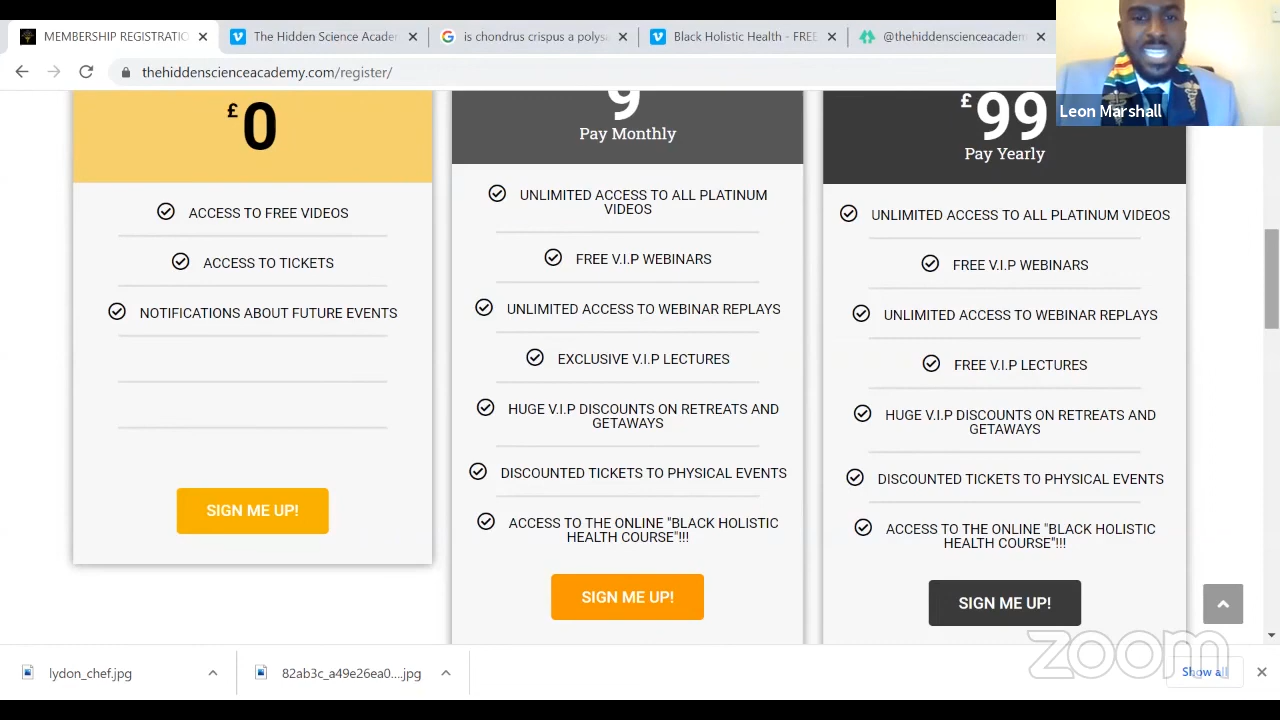 MEMBERSHIP REGISTRATIO
The Hidden Science Acade
is chondrus crispus a polys
Black Holistic Health - FREE
@thehiddenscienceacadem
thehiddenscienceacademy.com/register/
Leon Marshall
£0
ACCESS TO FREE VIDEOS
ACCESS TO TICKETS
NOTIFICATIONS ABOUT FUTURE EVENTS
SIGN ME UP!
9
Pay Monthly
UNLIMITED ACCESS TO ALL PLATINUM
VIDEOS
FREE V.I.P WEBINARS
UNLIMITED ACCESS TO WEBINAR REPLAYS
EXCLUSIVE V.I.P LECTURES
HUGE V.I.P DISCOUNTS ON RETREATS AND
GETAWAYS
DISCOUNTED TICKETS TO PHYSICAL EVENTS
ACCESS TO THE ONLINE "BLACK HOLISTIC
HEALTH COURSE"!!!
SIGN ME UP!
£99
Pay Yearly
UNLIMITED ACCESS TO ALL PLATINUM VIDEOS
FREE V.I.P WEBINARS
UNLIMITED ACCESS TO WEBINAR REPLAYS
FREE V.I.P LECTURES
HUGE V.I.P DISCOUNTS ON RETREATS AND
GETAWAYS
DISCOUNTED TICKETS TO PHYSICAL EVENTS
ACCESS TO THE ONLINE "BLACK HOLISTIC
HEALTH COURSE"!!!
SIGN ME UP!
zoom
lydon_chef.jpg
82ab3c_a49e26ea0....jpg
Show all